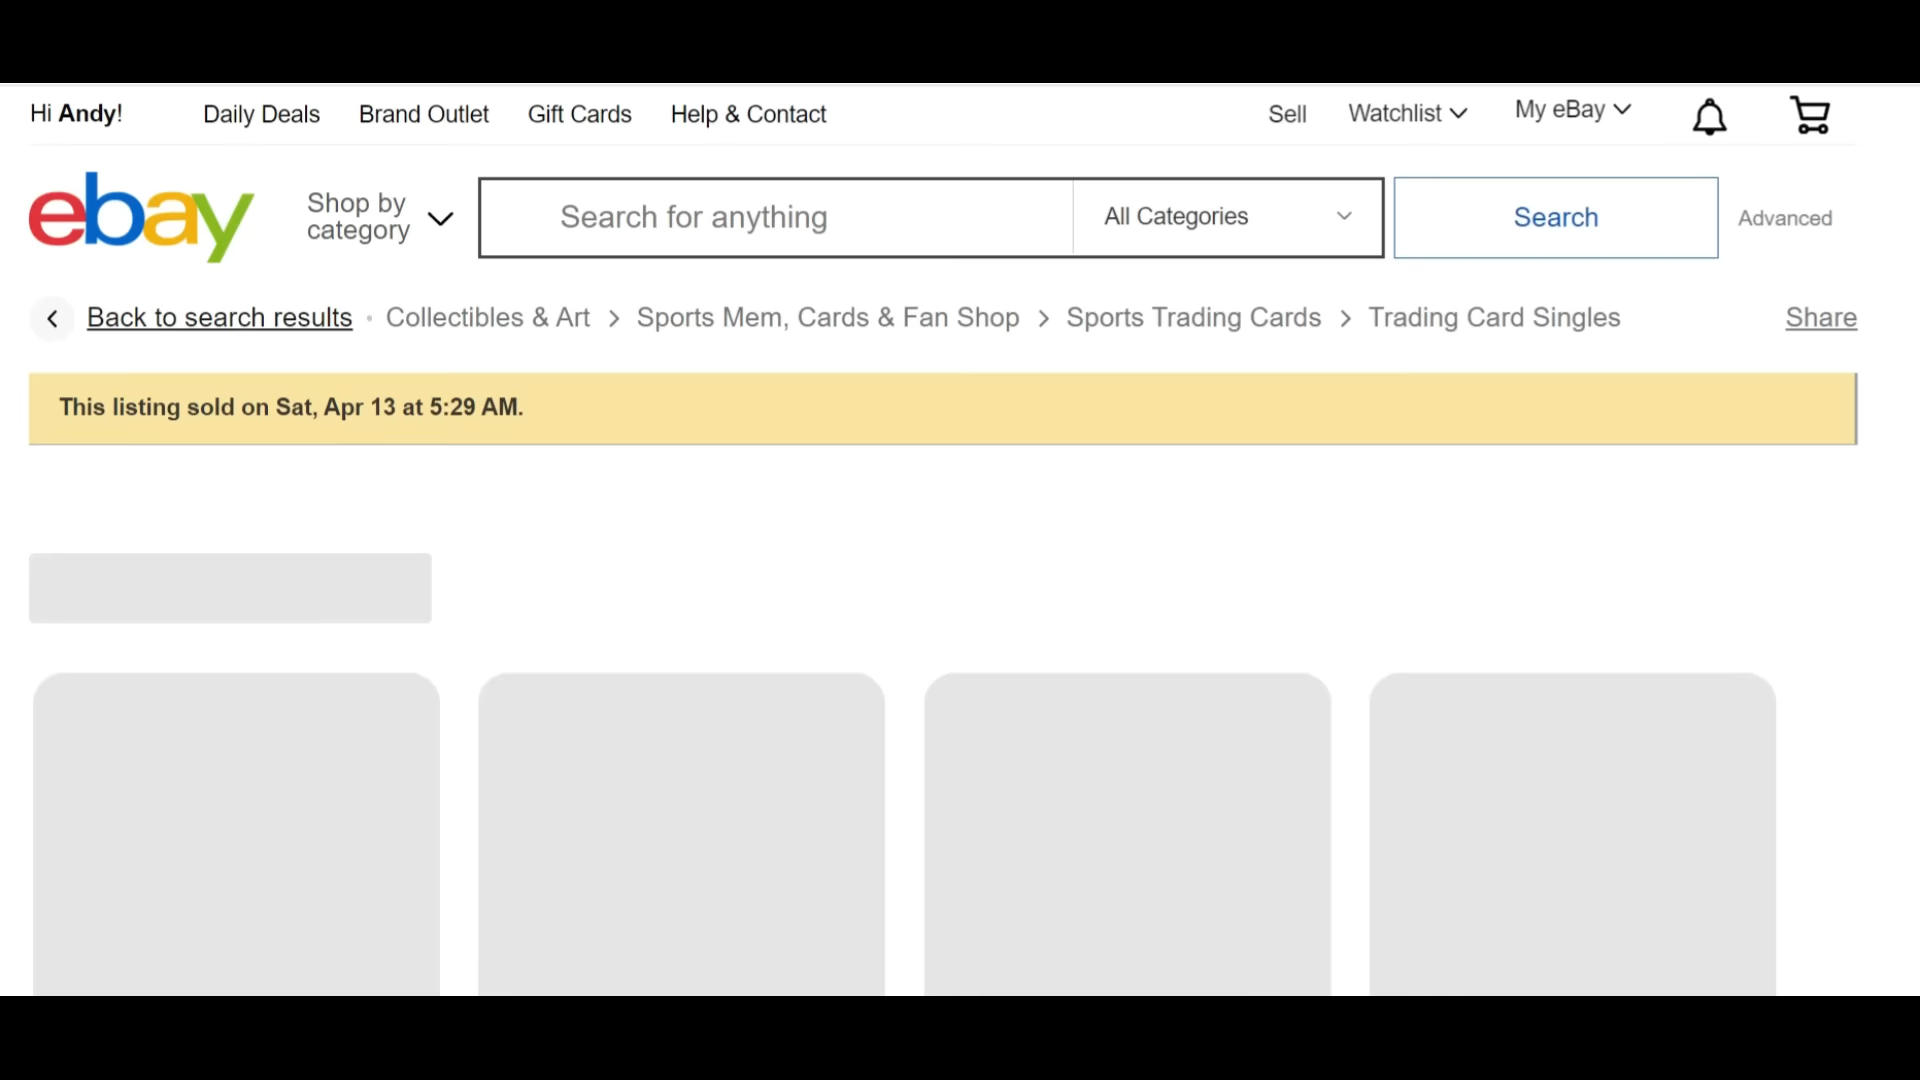 Hi Andy!
Daily Deals
Brand Outlet
Gift Cards
Help & Contact
Sell
Watchlist
My eBay
ebay
Shop by
category
Search for anything
All Categories
Search
Advanced
Back to search results
Collectibles & Art
Sports Mem, Cards & Fan Shop
Sports Trading Cards
Trading Card Singles
Share
This listing sold on Sat, Apr 13 at 5:29 AM.